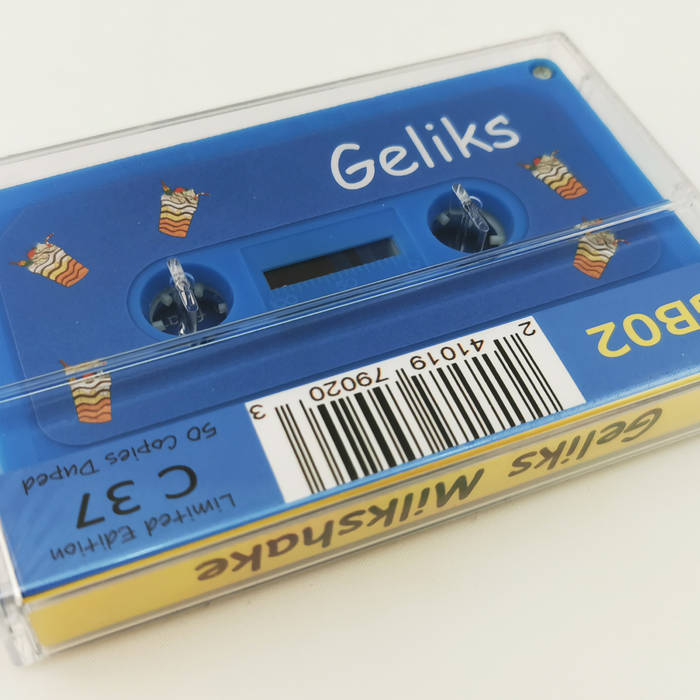 Geliks
B02
2 41019 79020 3
Limited Edition
C 37
50 Copies Duped
Geliks Milkshake